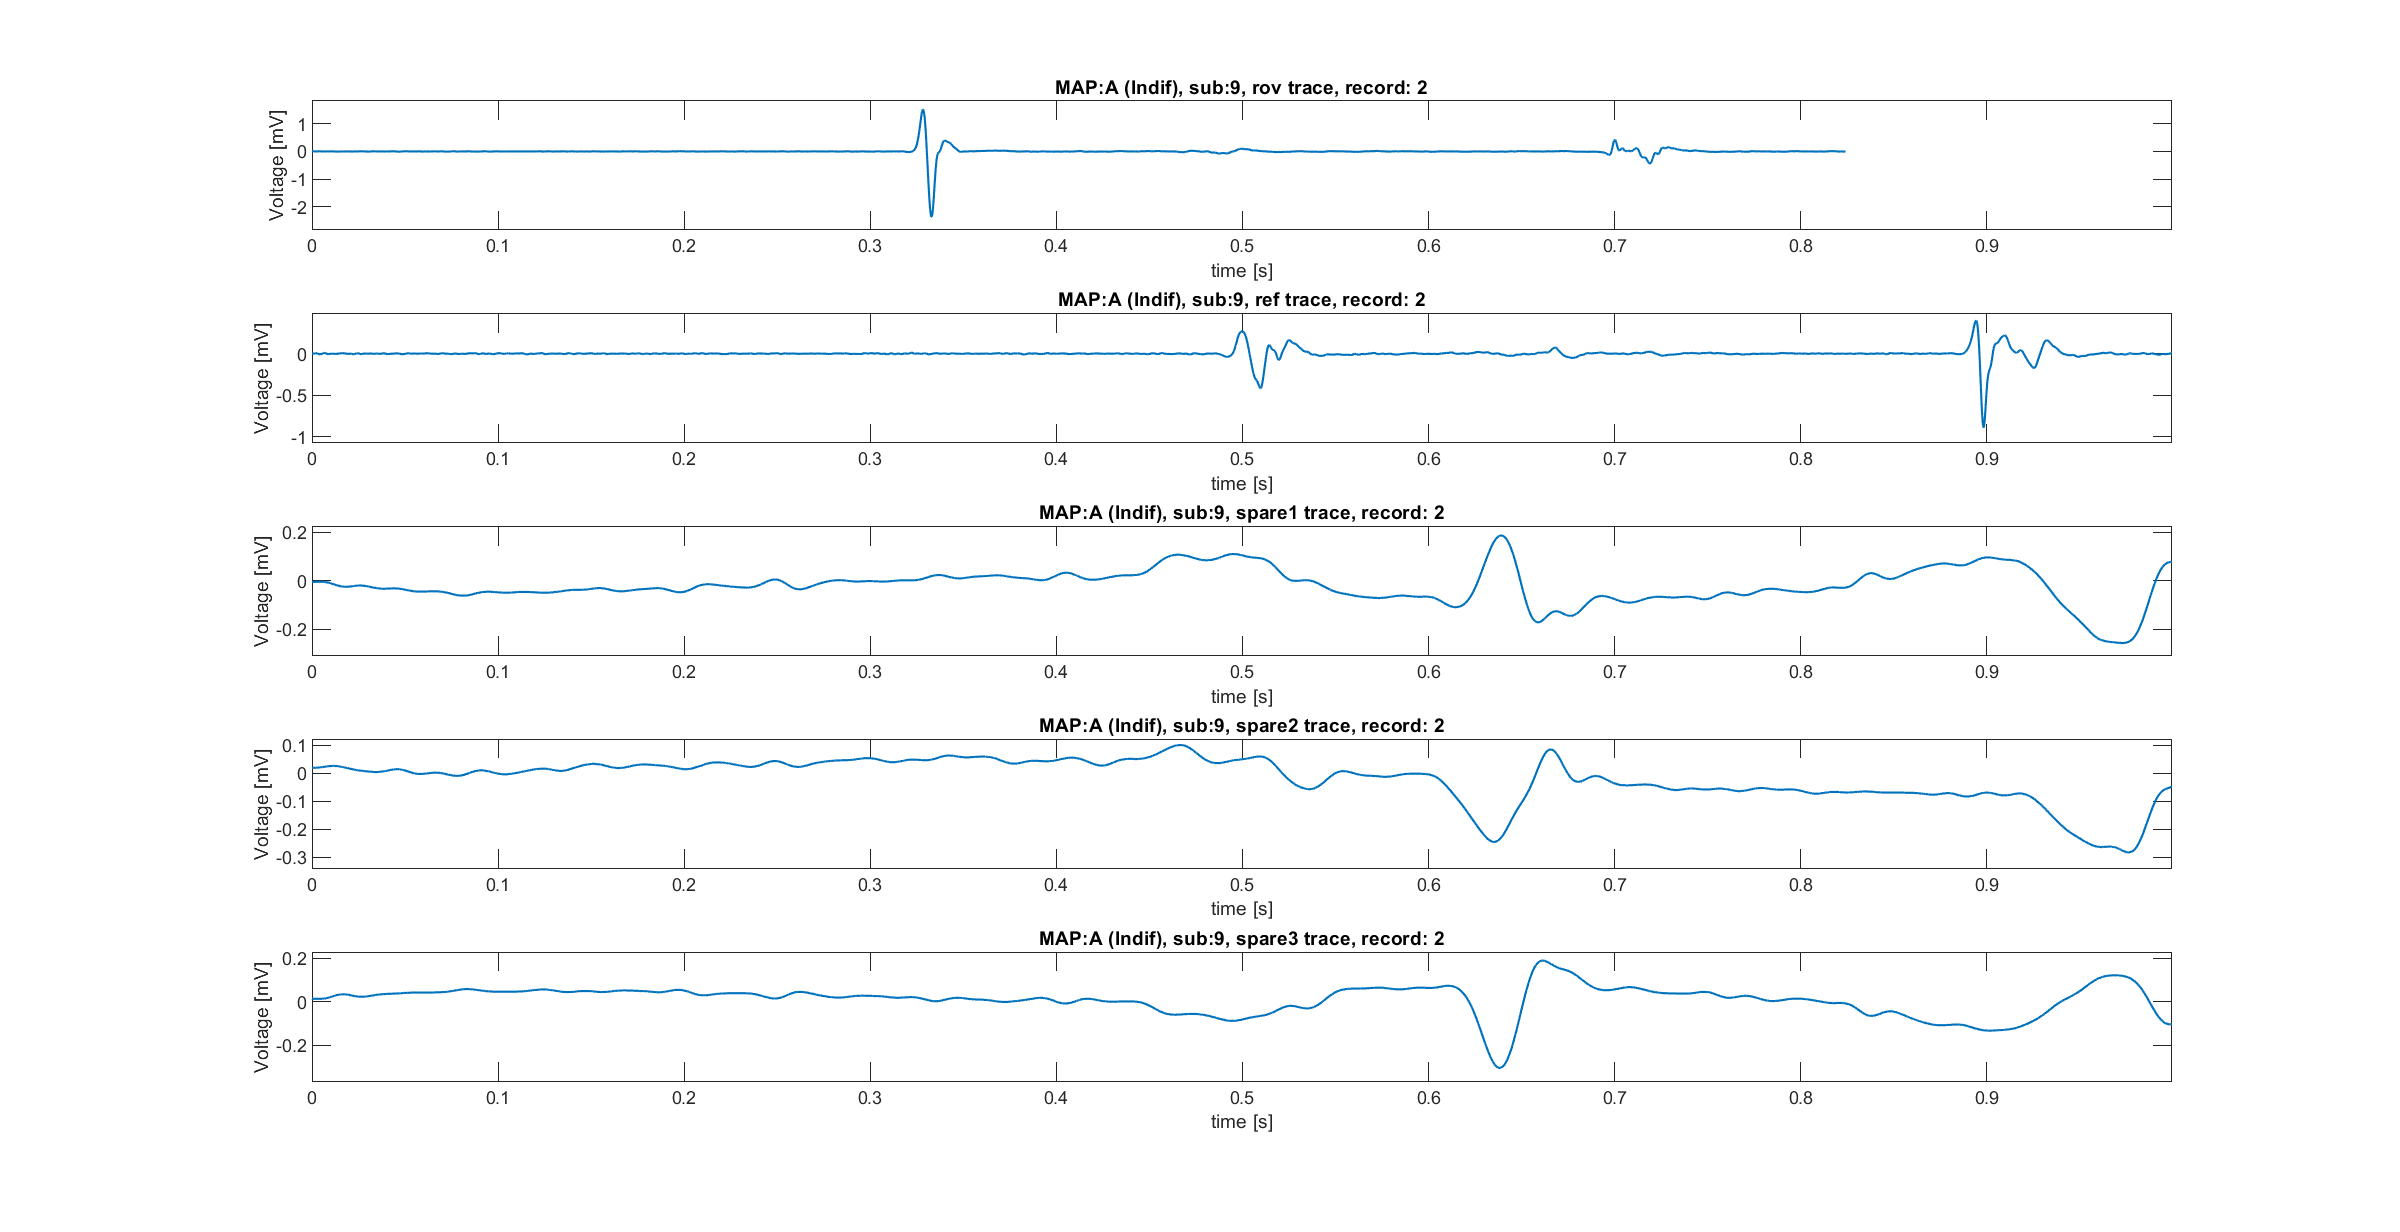 MAP:A (Indif), sub:9, rov trace, record: 2
Voltage [mV]
1
0
-1
-2
0 0.1 0.2 0.3 0.4 0.5 0.6 0.7 0.8 0.9
time [s]
MAP:A (Indif), sub:9, ref trace, record: 2
Voltage [mV]
0
-0.5
-1
0 0.1 0.2 0.3 0.4 0.5 0.6 0.7 0.8 0.9
time [s]
MAP:A (Indif), sub:9, spare1 trace, record: 2
Voltage [mV]
0.2
0
-0.2
0 0.1 0.2 0.3 0.4 0.5 0.6 0.7 0.8 0.9
time [s]
MAP:A (Indif), sub:9, spare2 trace, record: 2
Voltage [mV]
0.1
0
-0.1
-0.2
-0.3
0 0.1 0.2 0.3 0.4 0.5 0.6 0.7 0.8 0.9
time [s]
MAP:A (Indif), sub:9, spare3 trace, record: 2
Voltage [mV]
0.2
0
-0.2
0 0.1 0.2 0.3 0.4 0.5 0.6 0.7 0.8 0.9
time [s]